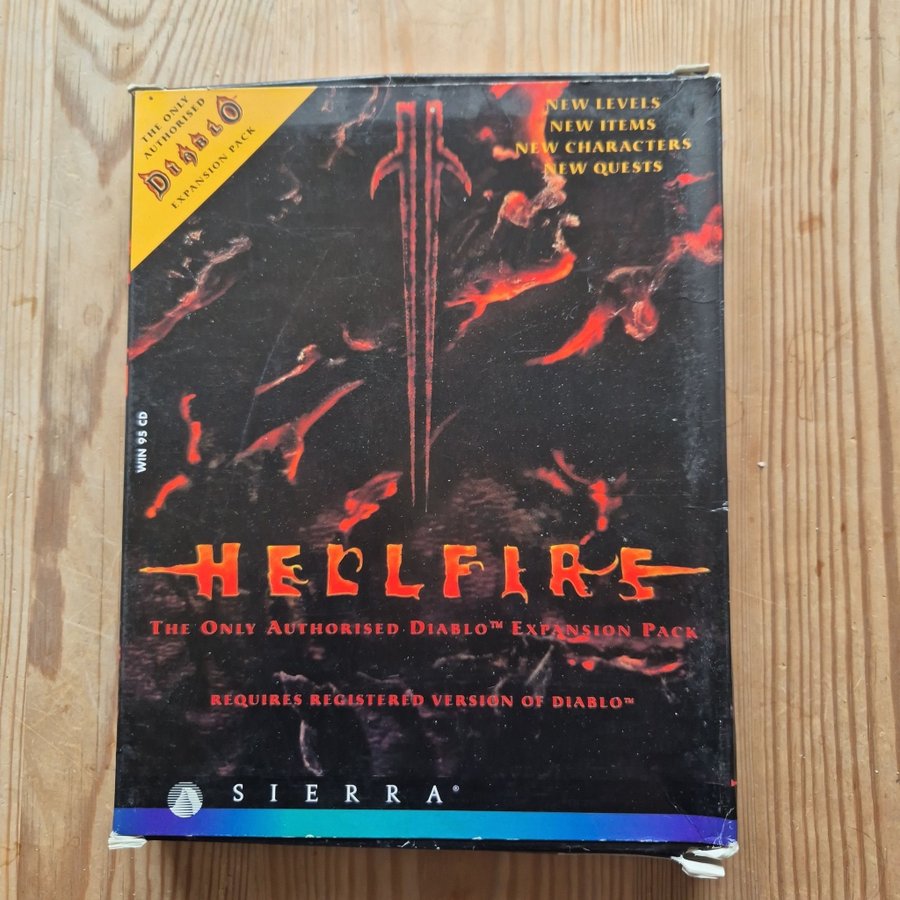 THE ONLY
AUTHORISED
DIABLO™
EXPANSION PACK
NEW LEVELS
NEW ITEMS
NEW CHARACTERS
NEW QUESTS
WIN 95 CD
HELLFIRE
THE ONLY AUTHORISED DIABLO™ EXPANSION PACK
REQUIRES REGISTERED VERSION OF DIABLO™
SIERRA®